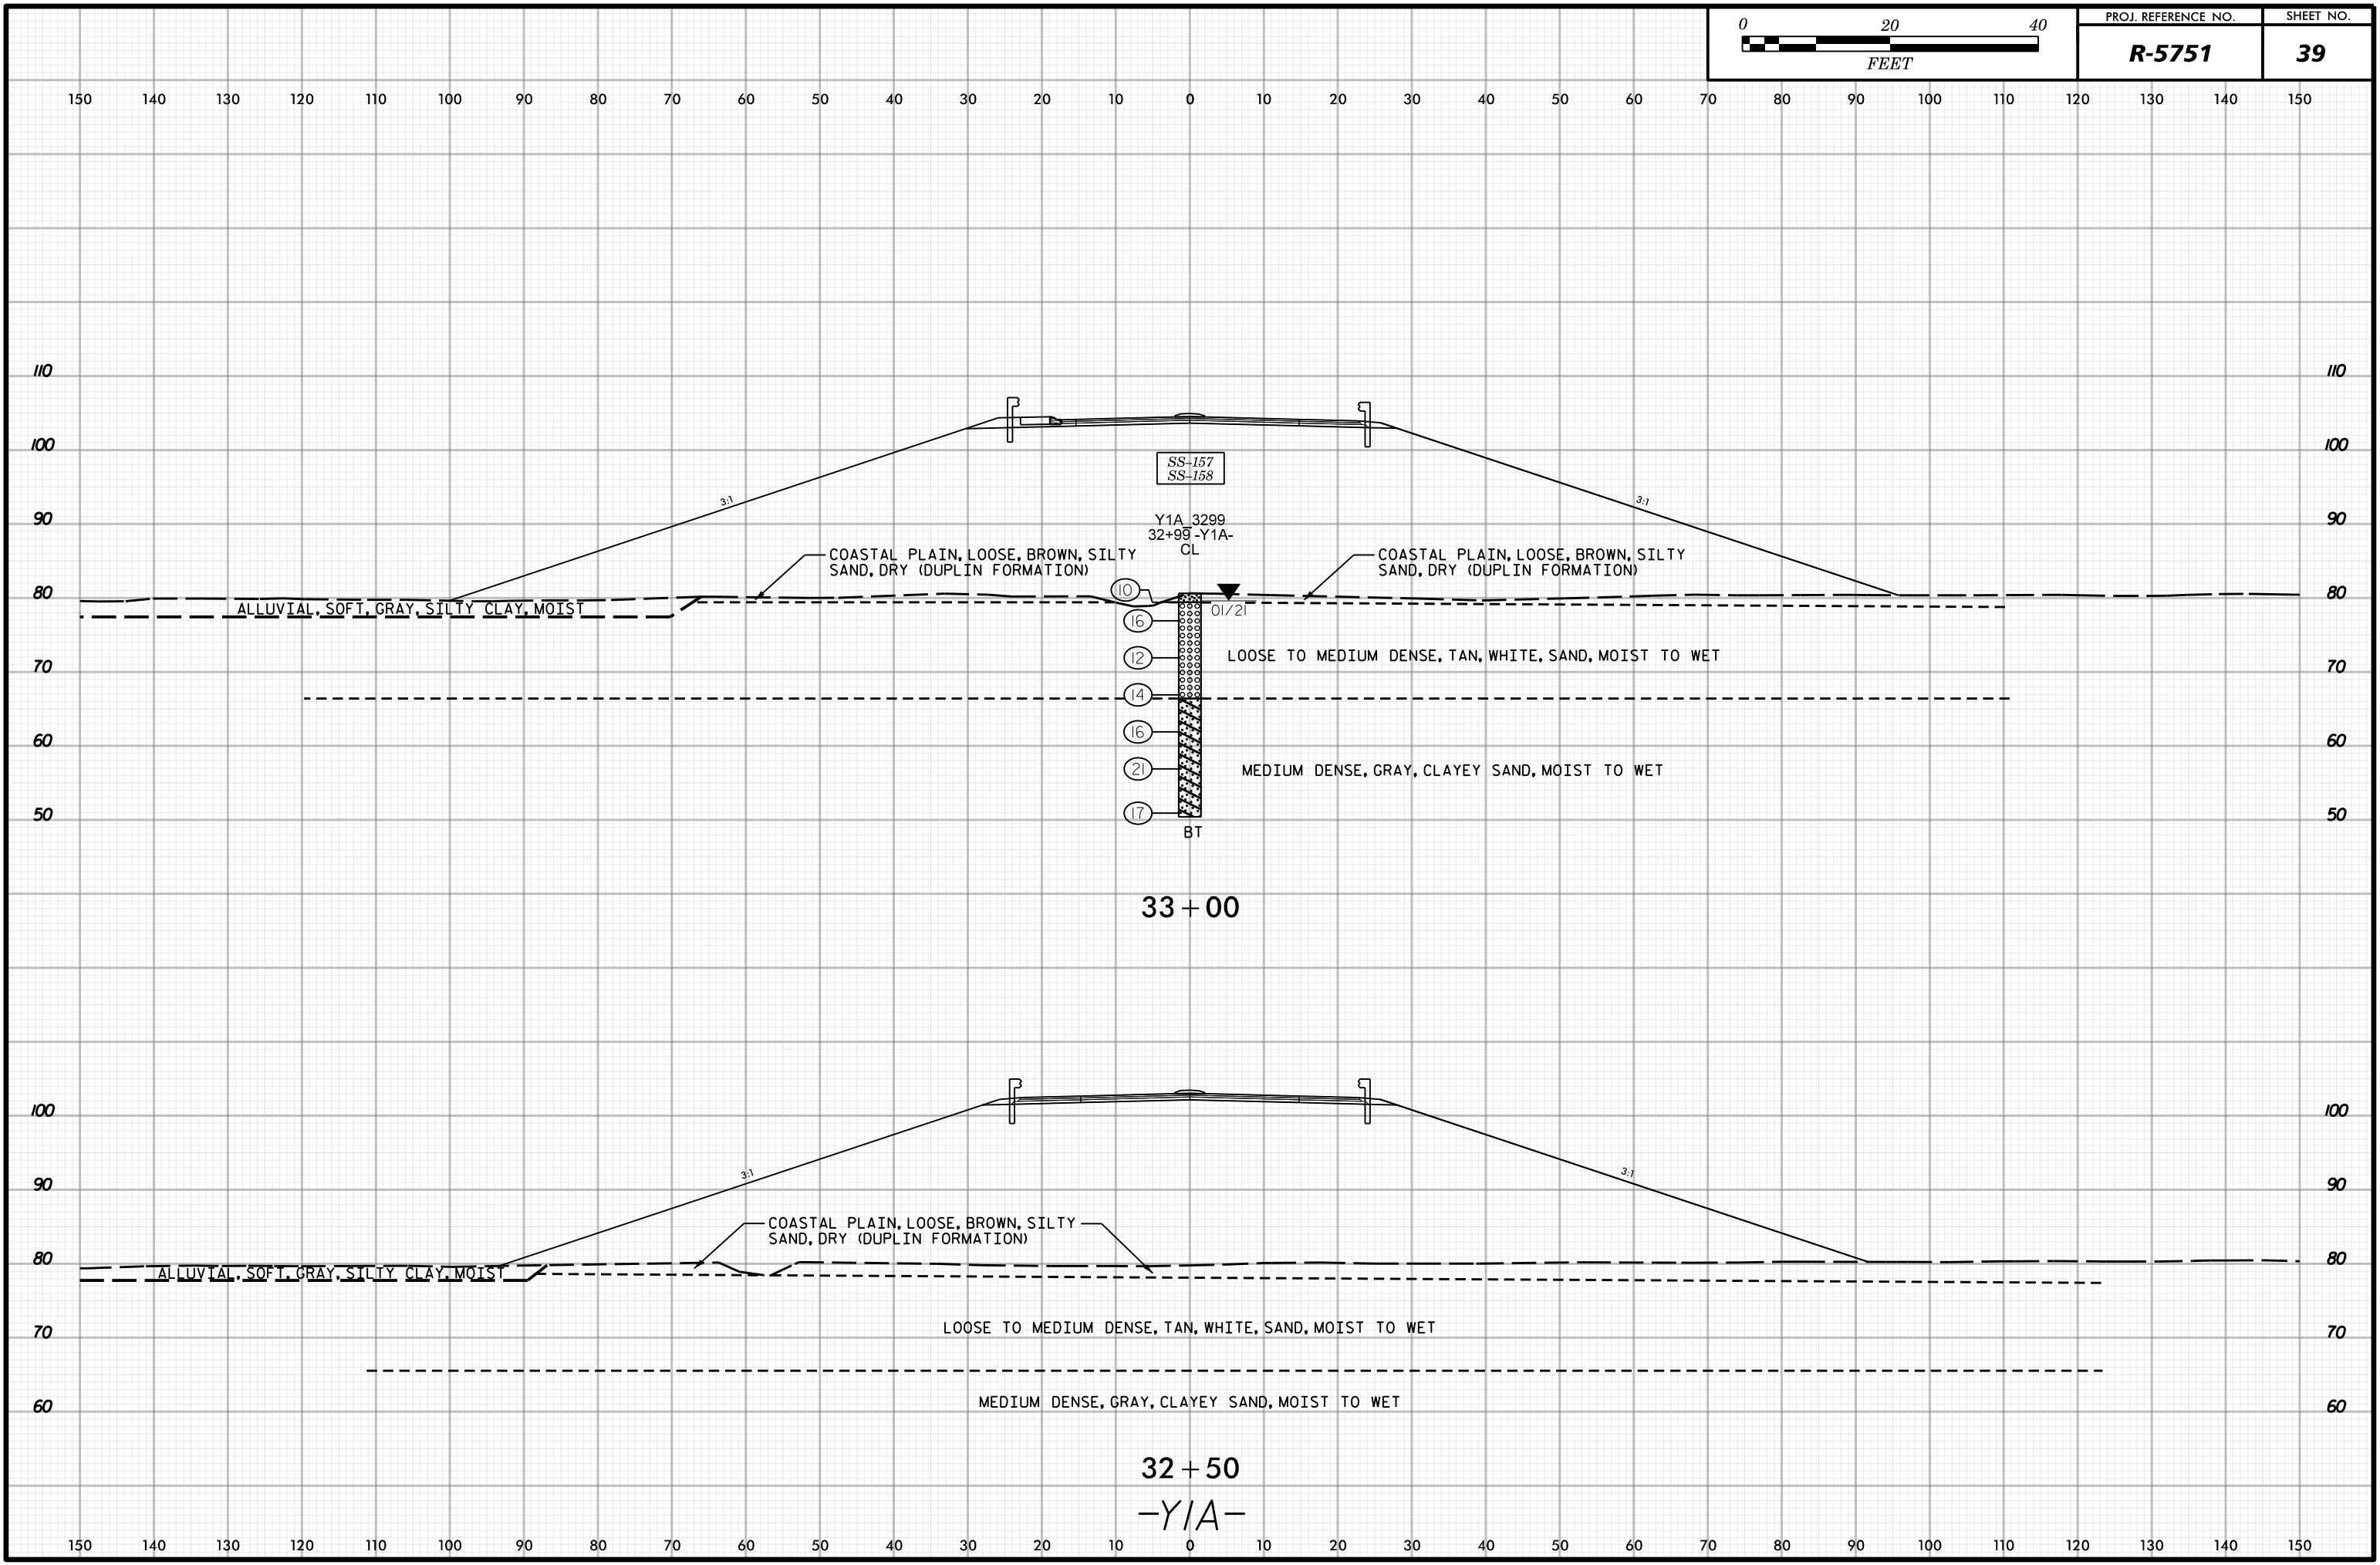 0 20 40
FEET
PROJ. REFERENCE NO.
SHEET NO.
R-5751
39
150 140 130 120 110 100 90 80 70 60 50 40 30 20 10 0 10 20 30 40 50 60 70 80 90 100 110 120 130 140 150
110 110
100 100
SS-157
SS-158
3:1 3:1
90 90
Y1A_3299
32+99 -Y1A-
CL
COASTAL PLAIN, LOOSE, BROWN, SILTY
SAND, DRY (DUPLIN FORMATION)
COASTAL PLAIN, LOOSE, BROWN, SILTY
SAND, DRY (DUPLIN FORMATION)
80 80
10
ALLUVIAL, SOFT, GRAY, SILTY CLAY, MOIST
01/21
16
12
LOOSE TO MEDIUM DENSE, TAN, WHITE, SAND, MOIST TO WET
70 70
14
16
60 60
21
MEDIUM DENSE, GRAY, CLAYEY SAND, MOIST TO WET
17
50 50
BT
33+00
100 100
3:1 3:1
90 90
COASTAL PLAIN, LOOSE, BROWN, SILTY
SAND, DRY (DUPLIN FORMATION)
80 80
ALLUVIAL, SOFT, GRAY, SILTY CLAY, MOIST
LOOSE TO MEDIUM DENSE, TAN, WHITE, SAND, MOIST TO WET
70 70
MEDIUM DENSE, GRAY, CLAYEY SAND, MOIST TO WET
60 60
32+50
-Y1A-
150 140 130 120 110 100 90 80 70 60 50 40 30 20 10 0 10 20 30 40 50 60 70 80 90 100 110 120 130 140 150